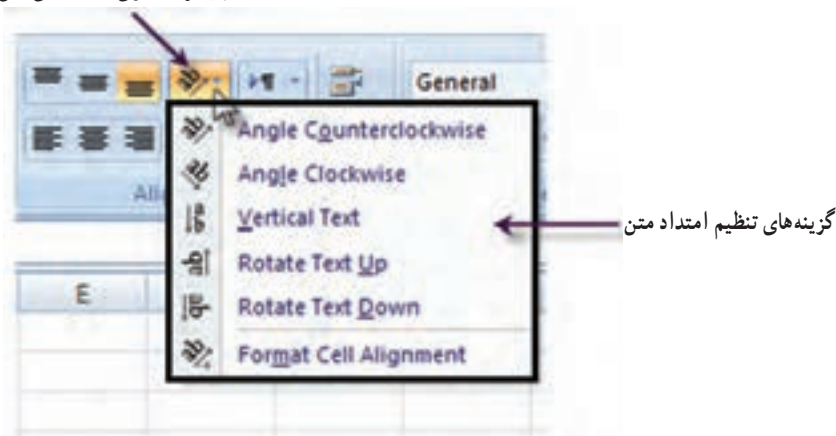 General
Angle Counterclockwise
Angle Clockwise
Vertical Text
گزینه‌های تنظیم امتداد متن
Rotate Text Up
E
Rotate Text Down
Format Cell Alignment